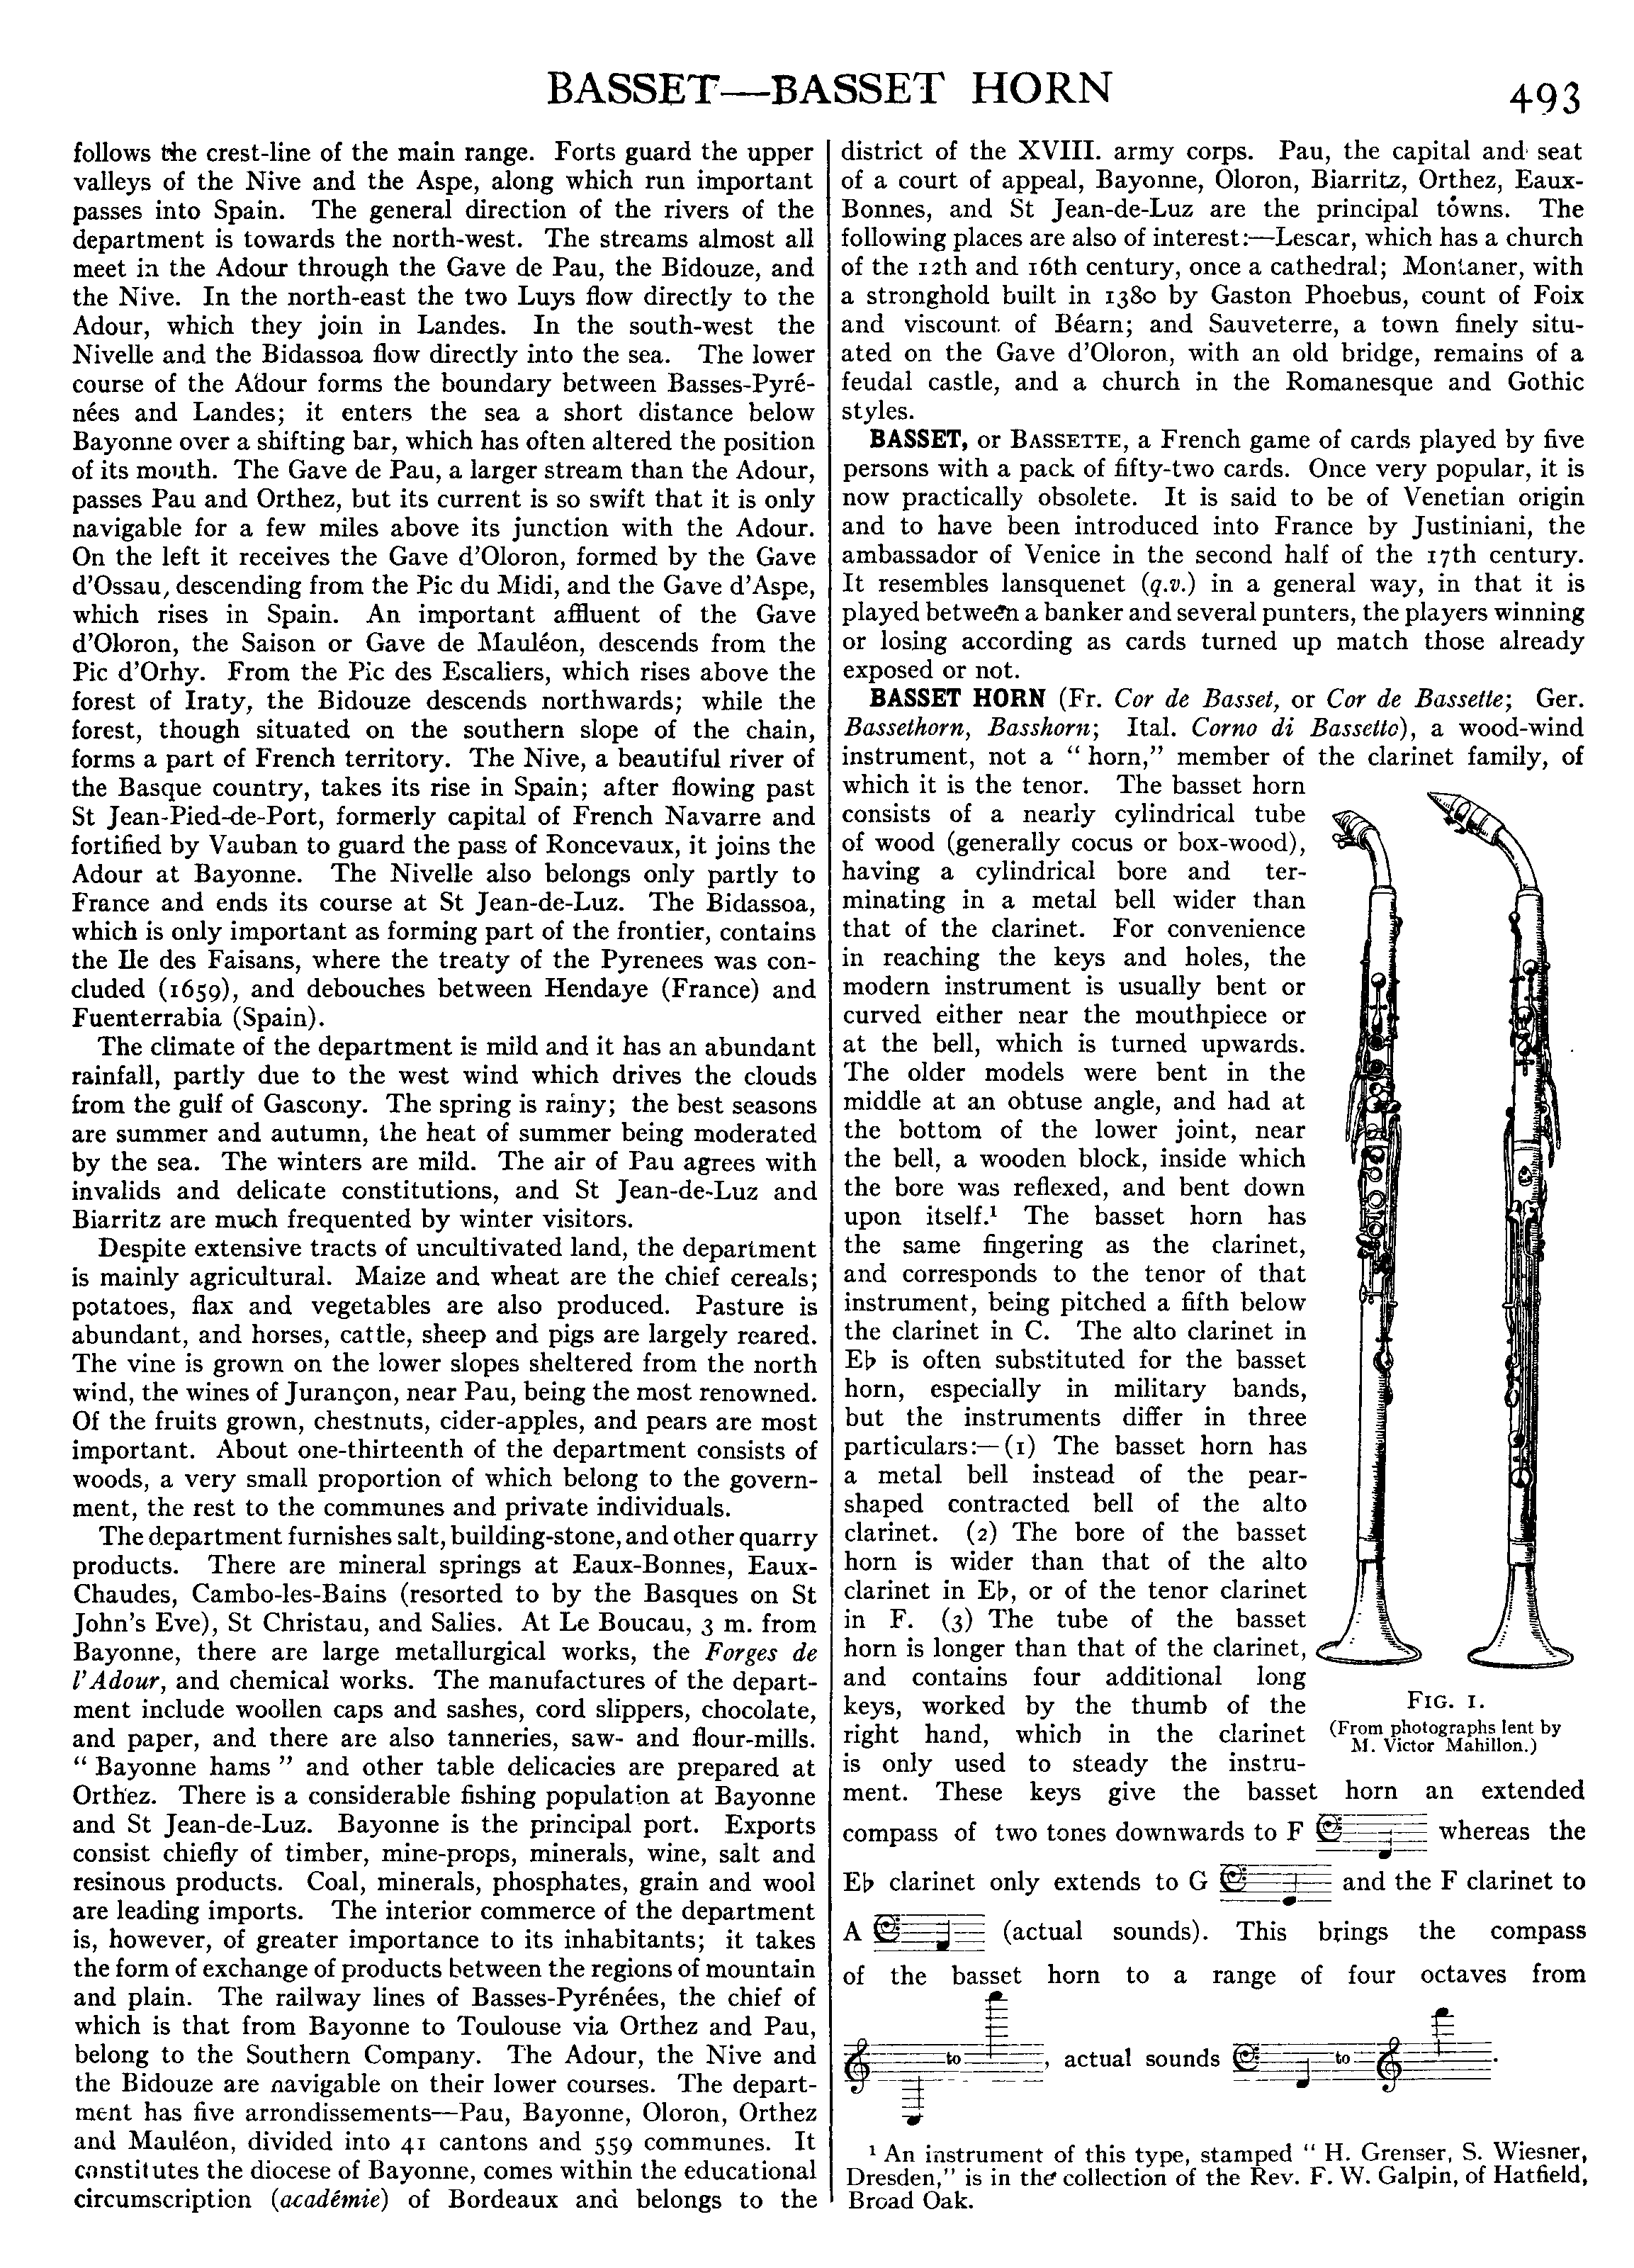 BASSET—BASSET HORN
493
follows the crest-line of the main range. Forts guard the upper
valleys of the Nive and the Aspe, along which run important
passes into Spain. The general direction of the rivers of the
department is towards the north-west. The streams almost all
meet in the Adour through the Gave de Pau, the Bidouze, and
the Nive. In the north-east the two Luys flow directly to the
Adour, which they join in Landes. In the south-west the
Nivelle and the Bidassoa flow directly into the sea. The lower
course of the Adour forms the boundary between Basses-Pyré-
nées and Landes; it enters the sea a short distance below
Bayonne over a shifting bar, which has often altered the position
of its mouth. The Gave de Pau, a larger stream than the Adour,
passes Pau and Orthez, but its current is so swift that it is only
navigable for a few miles above its junction with the Adour.
On the left it receives the Gave d'Oloron, formed by the Gave
d'Ossau, descending from the Pic du Midi, and the Gave d'Aspe,
which rises in Spain. An important affluent of the Gave
d'Oloron, the Saison or Gave de Mauléon, descends from the
Pic d'Orhy. From the Pic des Escaliers, which rises above the
forest of Iraty, the Bidouze descends northwards; while the
forest, though situated on the southern slope of the chain,
forms a part of French territory. The Nive, a beautiful river of
the Basque country, takes its rise in Spain; after flowing past
St Jean-Pied-de-Port, formerly capital of French Navarre and
fortified by Vauban to guard the pass of Roncevaux, it joins the
Adour at Bayonne. The Nivelle also belongs only partly to
France and ends its course at St Jean-de-Luz. The Bidassoa,
which is only important as forming part of the frontier, contains
the Ile des Faisans, where the treaty of the Pyrenees was con-
cluded (1659), and debouches between Hendaye (France) and
Fuenterrabia (Spain).
The climate of the department is mild and it has an abundant
rainfall, partly due to the west wind which drives the clouds
from the gulf of Gascony. The spring is rainy; the best seasons
are summer and autumn, the heat of summer being moderated
by the sea. The winters are mild. The air of Pau agrees with
invalids and delicate constitutions, and St Jean-de-Luz and
Biarritz are much frequented by winter visitors.
Despite extensive tracts of uncultivated land, the department
is mainly agricultural. Maize and wheat are the chief cereals;
potatoes, flax and vegetables are also produced. Pasture is
abundant, and horses, cattle, sheep and pigs are largely reared.
The vine is grown on the lower slopes sheltered from the north
wind, the wines of Jurançon, near Pau, being the most renowned.
Of the fruits grown, chestnuts, cider-apples, and pears are most
important. About one-thirteenth of the department consists of
woods, a very small proportion of which belong to the govern-
ment, the rest to the communes and private individuals.
The department furnishes salt, building-stone, and other quarry
products. There are mineral springs at Eaux-Bonnes, Eaux-
Chaudes, Cambo-les-Bains (resorted to by the Basques on St
John's Eve), St Christau, and Salies. At Le Boucau, 3 m. from
Bayonne, there are large metallurgical works, the Forges de
l'Adour, and chemical works. The manufactures of the depart-
ment include woollen caps and sashes, cord slippers, chocolate,
and paper, and there are also tanneries, saw- and flour-mills.
" Bayonne hams " and other table delicacies are prepared at
Orthez. There is a considerable fishing population at Bayonne
and St Jean-de-Luz. Bayonne is the principal port. Exports
consist chiefly of timber, mine-props, minerals, wine, salt and
resinous products. Coal, minerals, phosphates, grain and wool
are leading imports. The interior commerce of the department
is, however, of greater importance to its inhabitants; it takes
the form of exchange of products between the regions of mountain
and plain. The railway lines of Basses-Pyrénées, the chief of
which is that from Bayonne to Toulouse via Orthez and Pau,
belong to the Southern Company. The Adour, the Nive and
the Bidouze are navigable on their lower courses. The depart-
ment has five arrondissements—Pau, Bayonne, Oloron, Orthez
and Mauléon, divided into 41 cantons and 559 communes. It
constitutes the diocese of Bayonne, comes within the educational
circumscription (académie) of Bordeaux and belongs to the
district of the XVIII. army corps. Pau, the capital and seat
of a court of appeal, Bayonne, Oloron, Biarritz, Orthez, Eaux-
Bonnes, and St Jean-de-Luz are the principal towns. The
following places are also of interest:—Lescar, which has a church
of the 12th and 16th century, once a cathedral; Montaner, with
a stronghold built in 1380 by Gaston Phoebus, count of Foix
and viscount of Béarn; and Sauveterre, a town finely situ-
ated on the Gave d'Oloron, with an old bridge, remains of a
feudal castle, and a church in the Romanesque and Gothic
styles.
BASSET, or BASSETTE, a French game of cards played by five
persons with a pack of fifty-two cards. Once very popular, it is
now practically obsolete. It is said to be of Venetian origin
and to have been introduced into France by Justiniani, the
ambassador of Venice in the second half of the 17th century.
It resembles lansquenet (q.v.) in a general way, in that it is
played between a banker and several punters, the players winning
or losing according as cards turned up match those already
exposed or not.
BASSET HORN (Fr. Cor de Basset, or Cor de Bassette; Ger.
Bassethorn, Basshorn; Ital. Corno di Bassetto), a wood-wind
instrument, not a " horn," member of the clarinet family, of
which it is the tenor. The basset horn
consists of a nearly cylindrical tube
of wood (generally cocus or box-wood),
having a cylindrical bore and ter-
minating in a metal bell wider than
that of the clarinet. For convenience
in reaching the keys and holes, the
modern instrument is usually bent or
curved either near the mouthpiece or
at the bell, which is turned upwards.
The older models were bent in the
middle at an obtuse angle, and had at
the bottom of the lower joint, near
the bell, a wooden block, inside which
the bore was reflexed, and bent down
upon itself.¹ The basset horn has
the same fingering as the clarinet,
and corresponds to the tenor of that
instrument, being pitched a fifth below
the clarinet in C. The alto clarinet in
E♭ is often substituted for the basset
horn, especially in military bands,
but the instruments differ in three
particulars:—(1) The basset horn has
a metal bell instead of the pear-
shaped contracted bell of the alto
clarinet. (2) The bore of the basset
horn is wider than that of the alto
clarinet in E♭, or of the tenor clarinet
in F. (3) The tube of the basset
horn is longer than that of the clarinet,
and contains four additional long
keys, worked by the thumb of the
right hand, which in the clarinet
is only used to steady the instru-
ment. These keys give the basset horn an extended
compass of two tones downwards to F whereas the
E♭ clarinet only extends to G and the F clarinet to
A (actual sounds). This brings the compass
of the basset horn to a range of four octaves from
to , actual sounds to .
FIG. 1.
(From photographs lent by
M. Victor Mahillon.)
¹ An instrument of this type, stamped " H. Grenser, S. Wiesner,
Dresden," is in the collection of the Rev. F. W. Galpin, of Hatfield,
Broad Oak.